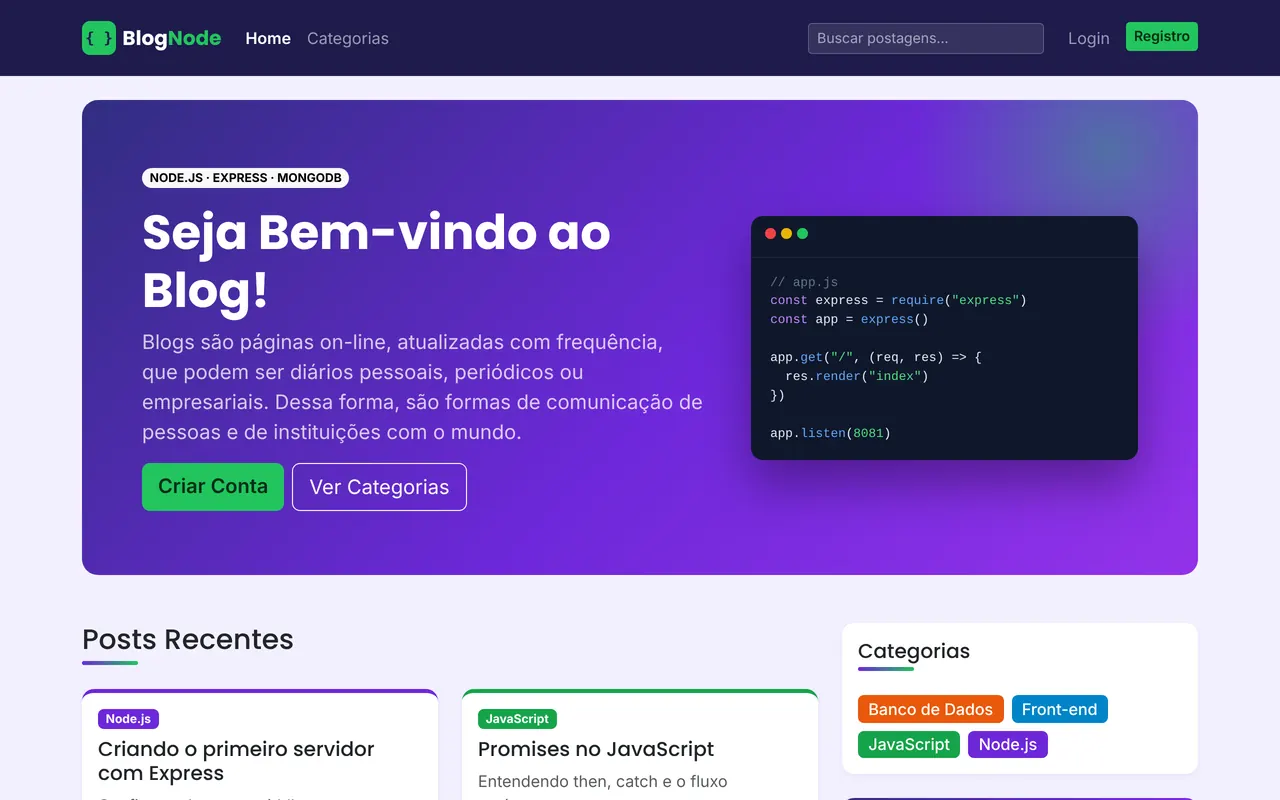 { } BlogNode Home Categorias Buscar postagens... Login Registro
NODE.JS · EXPRESS · MONGODB
Seja Bem-vindo ao
Blog!
Blogs são páginas on-line, atualizadas com frequência,
que podem ser diários pessoais, periódicos ou
empresariais. Dessa forma, são formas de comunicação de
pessoas e de instituições com o mundo.
Criar Conta Ver Categorias
// app.js
const express = require("express")
const app = express()
app.get("/", (req, res) => {
  res.render("index")
})
app.listen(8081)
Posts Recentes
Node.js
Criando o primeiro servidor
com Express
JavaScript
Promises no JavaScript
Entendendo then, catch e o fluxo
Categorias
Banco de Dados Front-end
JavaScript Node.js